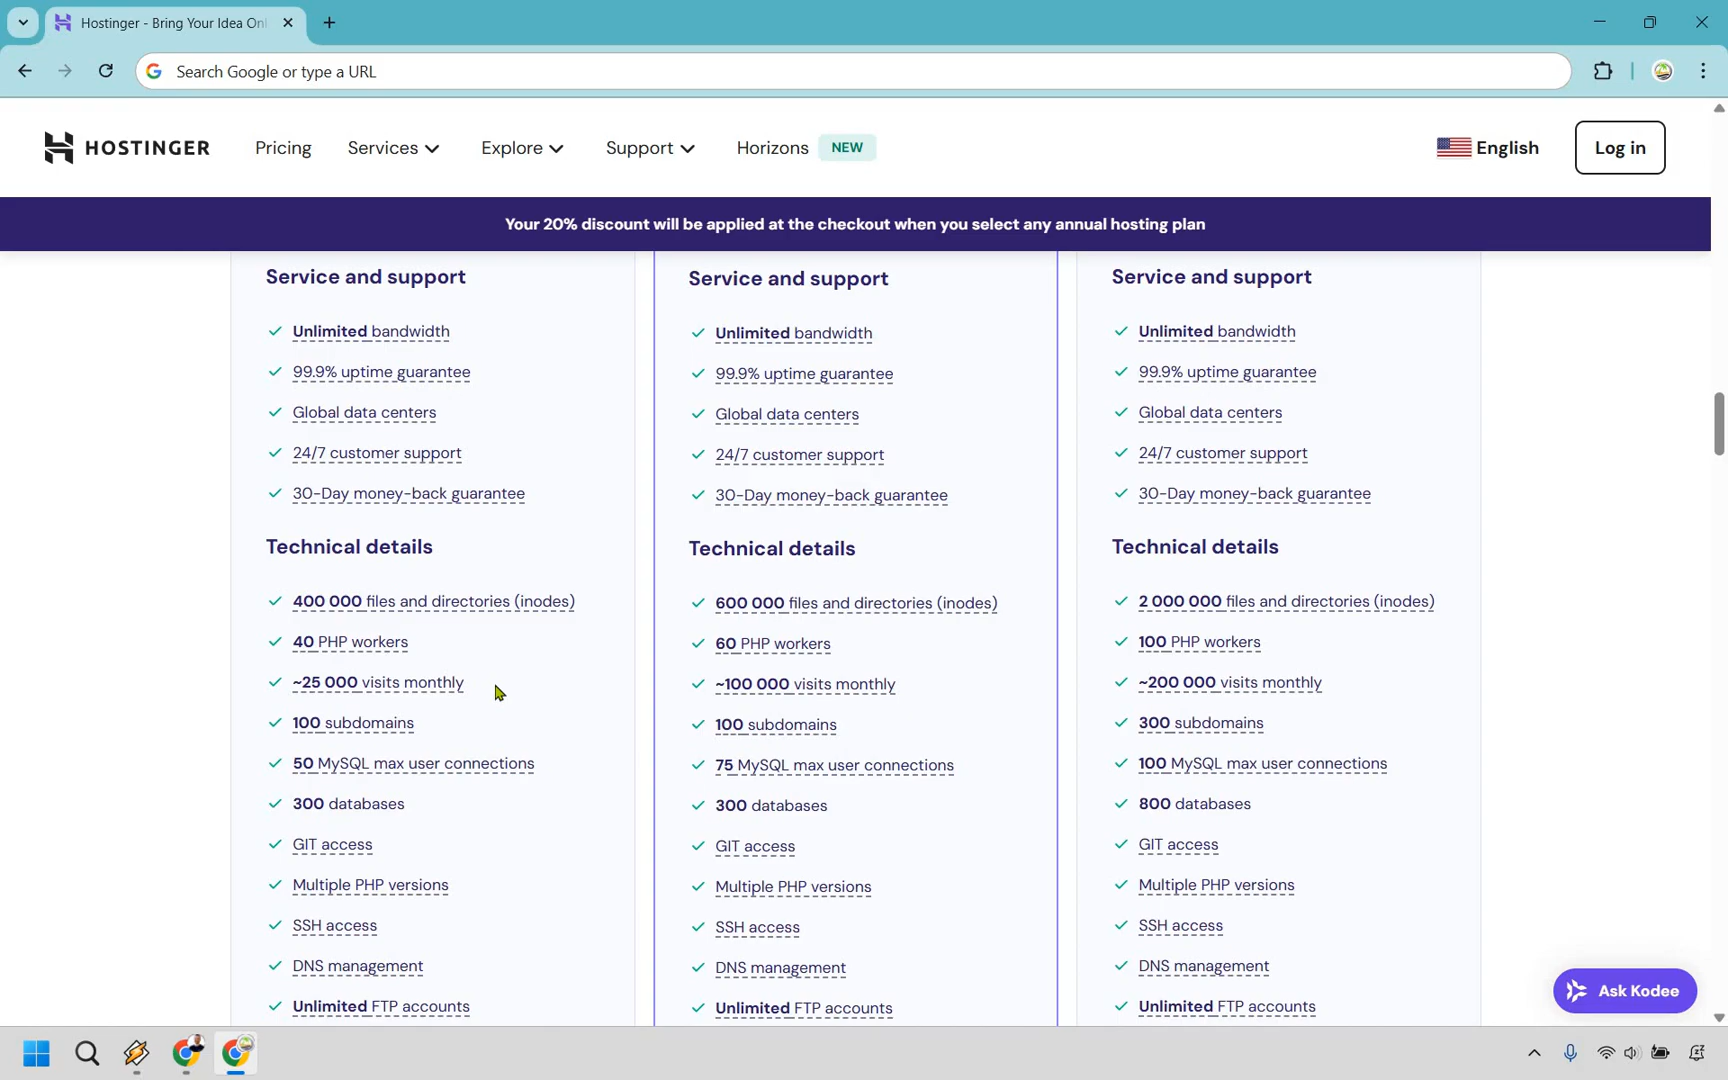 Hostinger - Bring Your Idea Onl
Search Google or type a URL
HOSTINGER
Pricing
Services
Explore
Support
Horizons
NEW
English
Log in
Your 20% discount will be applied at the checkout when you select any annual hosting plan
Service and support
Unlimited bandwidth
99.9% uptime guarantee
Global data centers
24/7 customer support
30-Day money-back guarantee
Technical details
400 000 files and directories (inodes)
40 PHP workers
~25 000 visits monthly
100 subdomains
50 MySQL max user connections
300 databases
GIT access
Multiple PHP versions
SSH access
DNS management
Unlimited FTP accounts
Service and support
Unlimited bandwidth
99.9% uptime guarantee
Global data centers
24/7 customer support
30-Day money-back guarantee
Technical details
600 000 files and directories (inodes)
60 PHP workers
~100 000 visits monthly
100 subdomains
75 MySQL max user connections
300 databases
GIT access
Multiple PHP versions
SSH access
DNS management
Unlimited FTP accounts
Service and support
Unlimited bandwidth
99.9% uptime guarantee
Global data centers
24/7 customer support
30-Day money-back guarantee
Technical details
2 000 000 files and directories (inodes)
100 PHP workers
~200 000 visits monthly
300 subdomains
100 MySQL max user connections
800 databases
GIT access
Multiple PHP versions
SSH access
DNS management
Unlimited FTP accounts
Ask Kodee